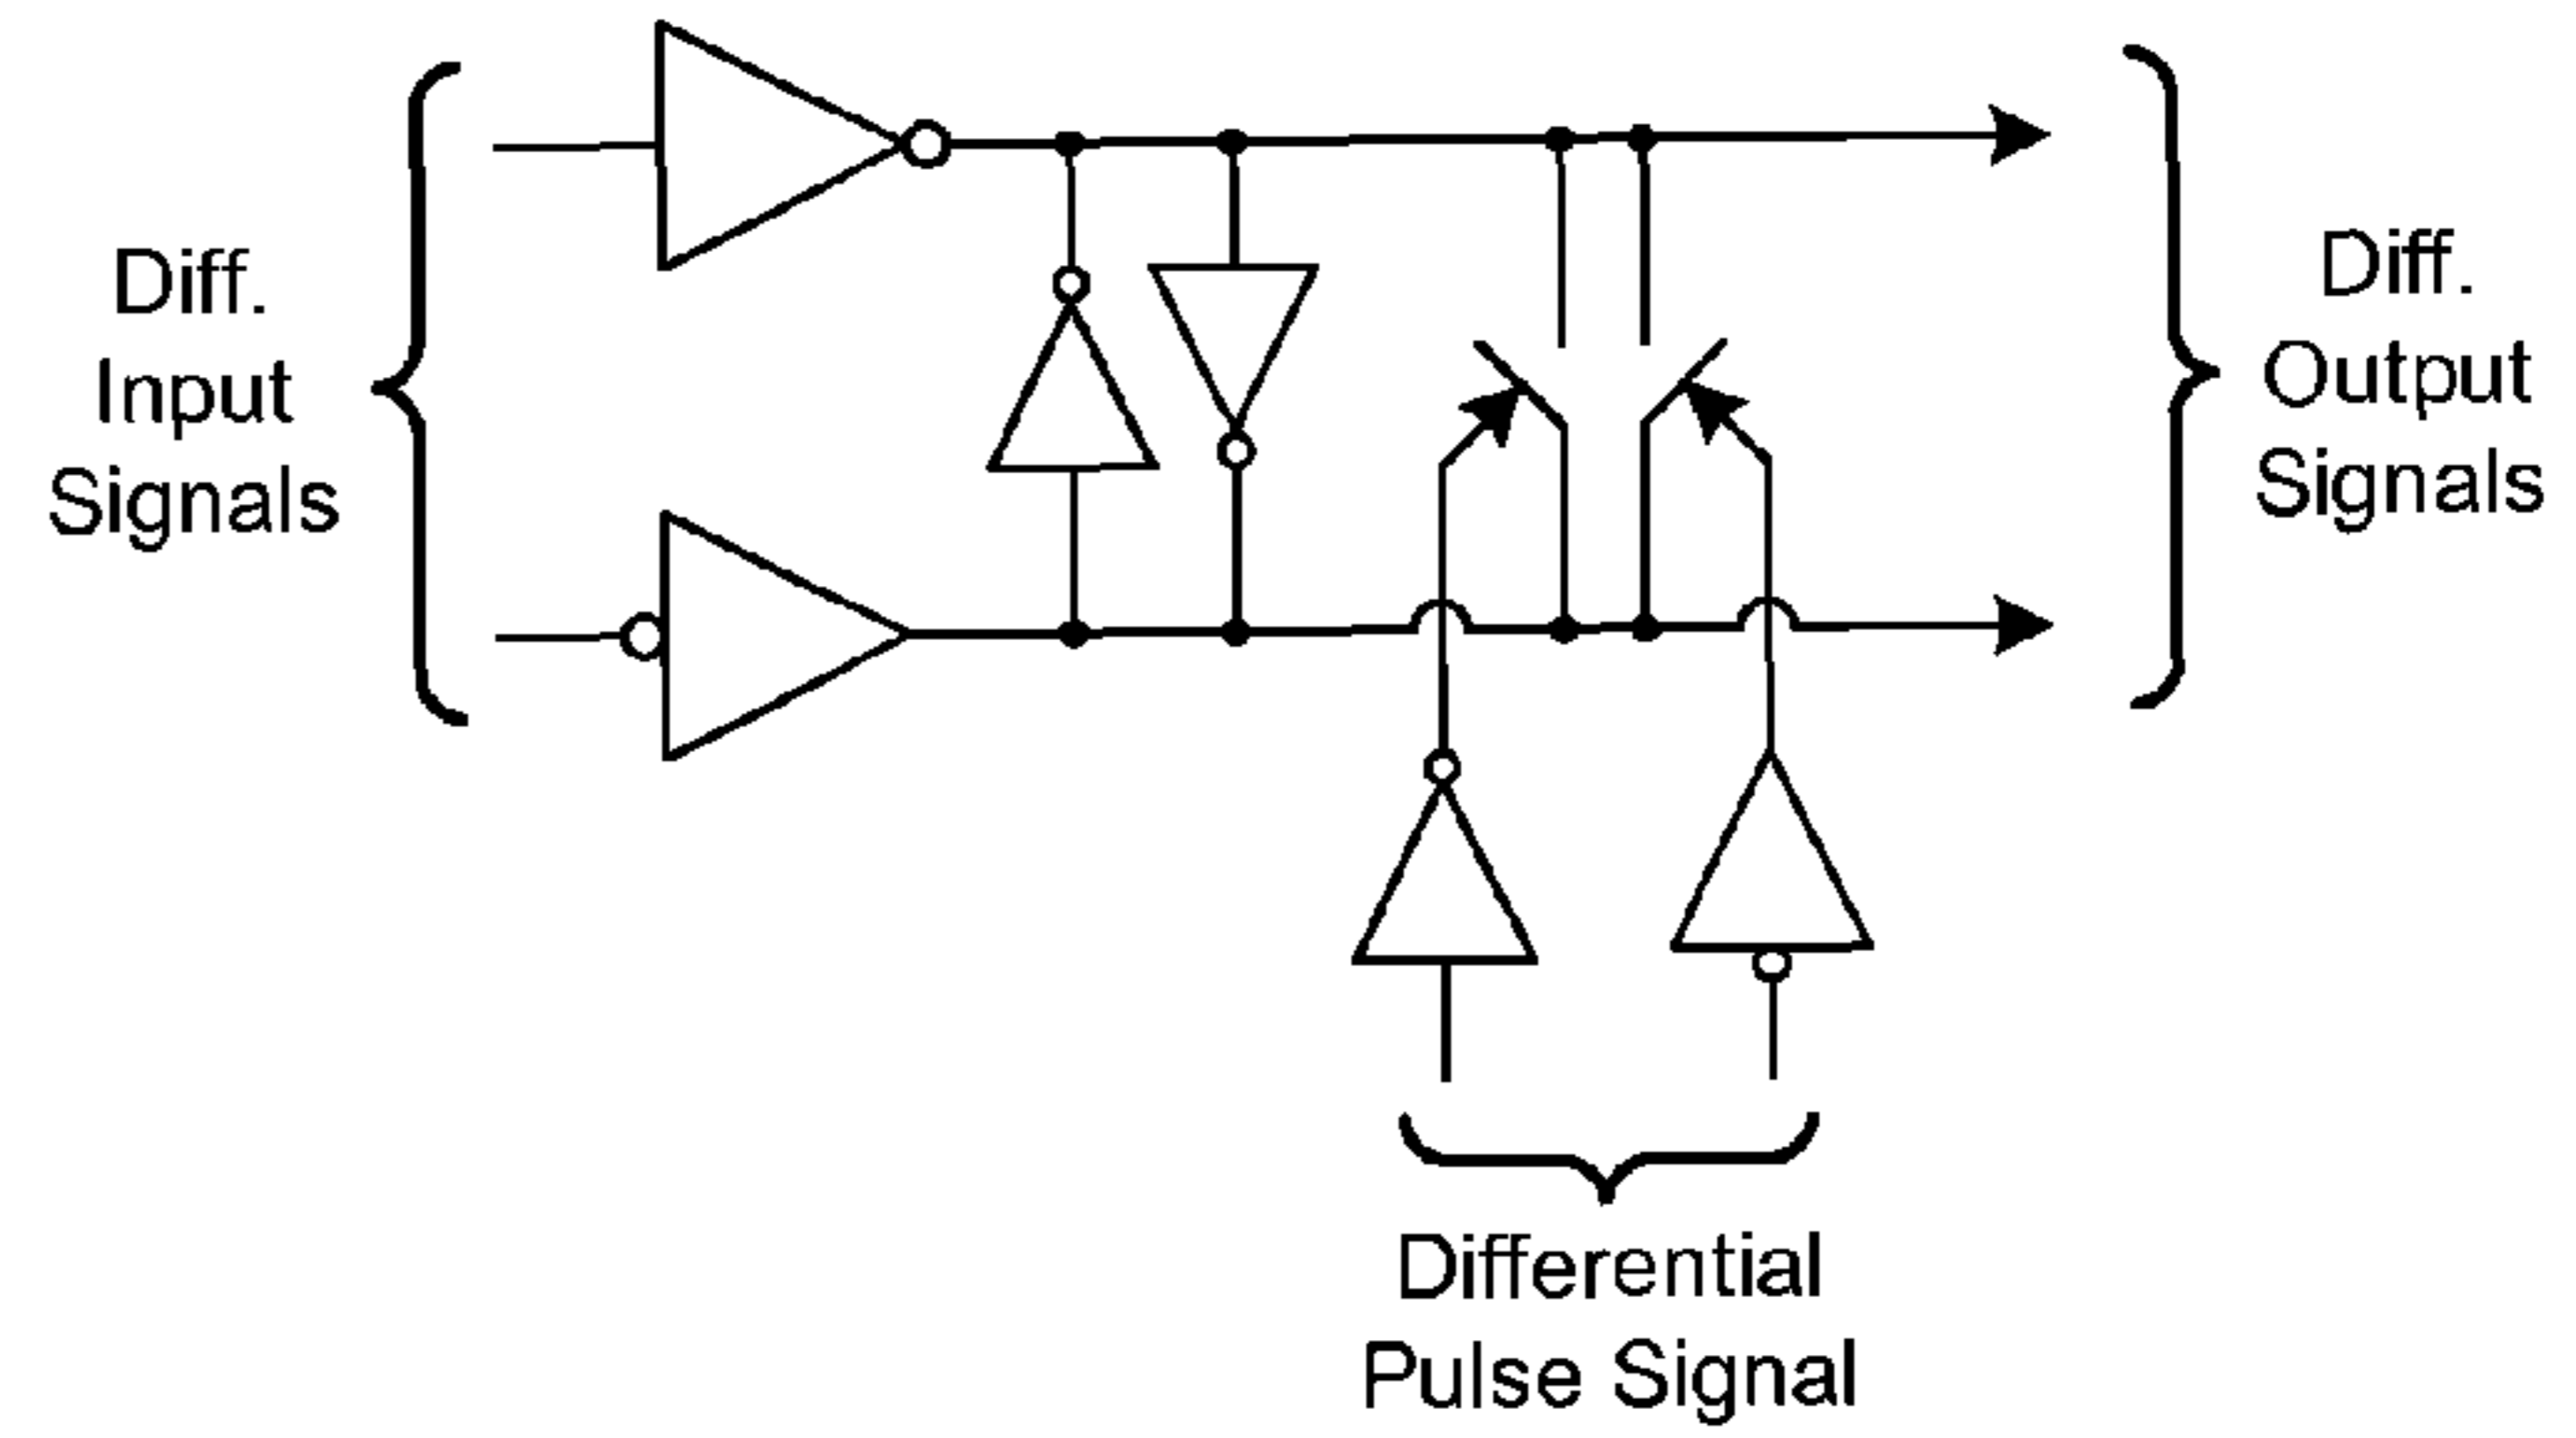 Diff.
Input
Signals
Diff.
Output
Signals
Differential
Pulse Signal